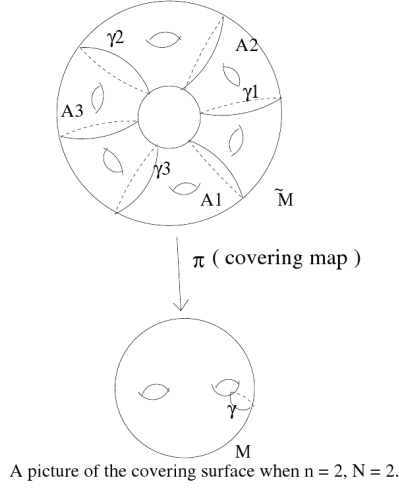 γ2
A2
γ1
A3
γ3
A1
M̃
π ( covering map )
γ
M
A picture of the covering surface when n = 2, N = 2.